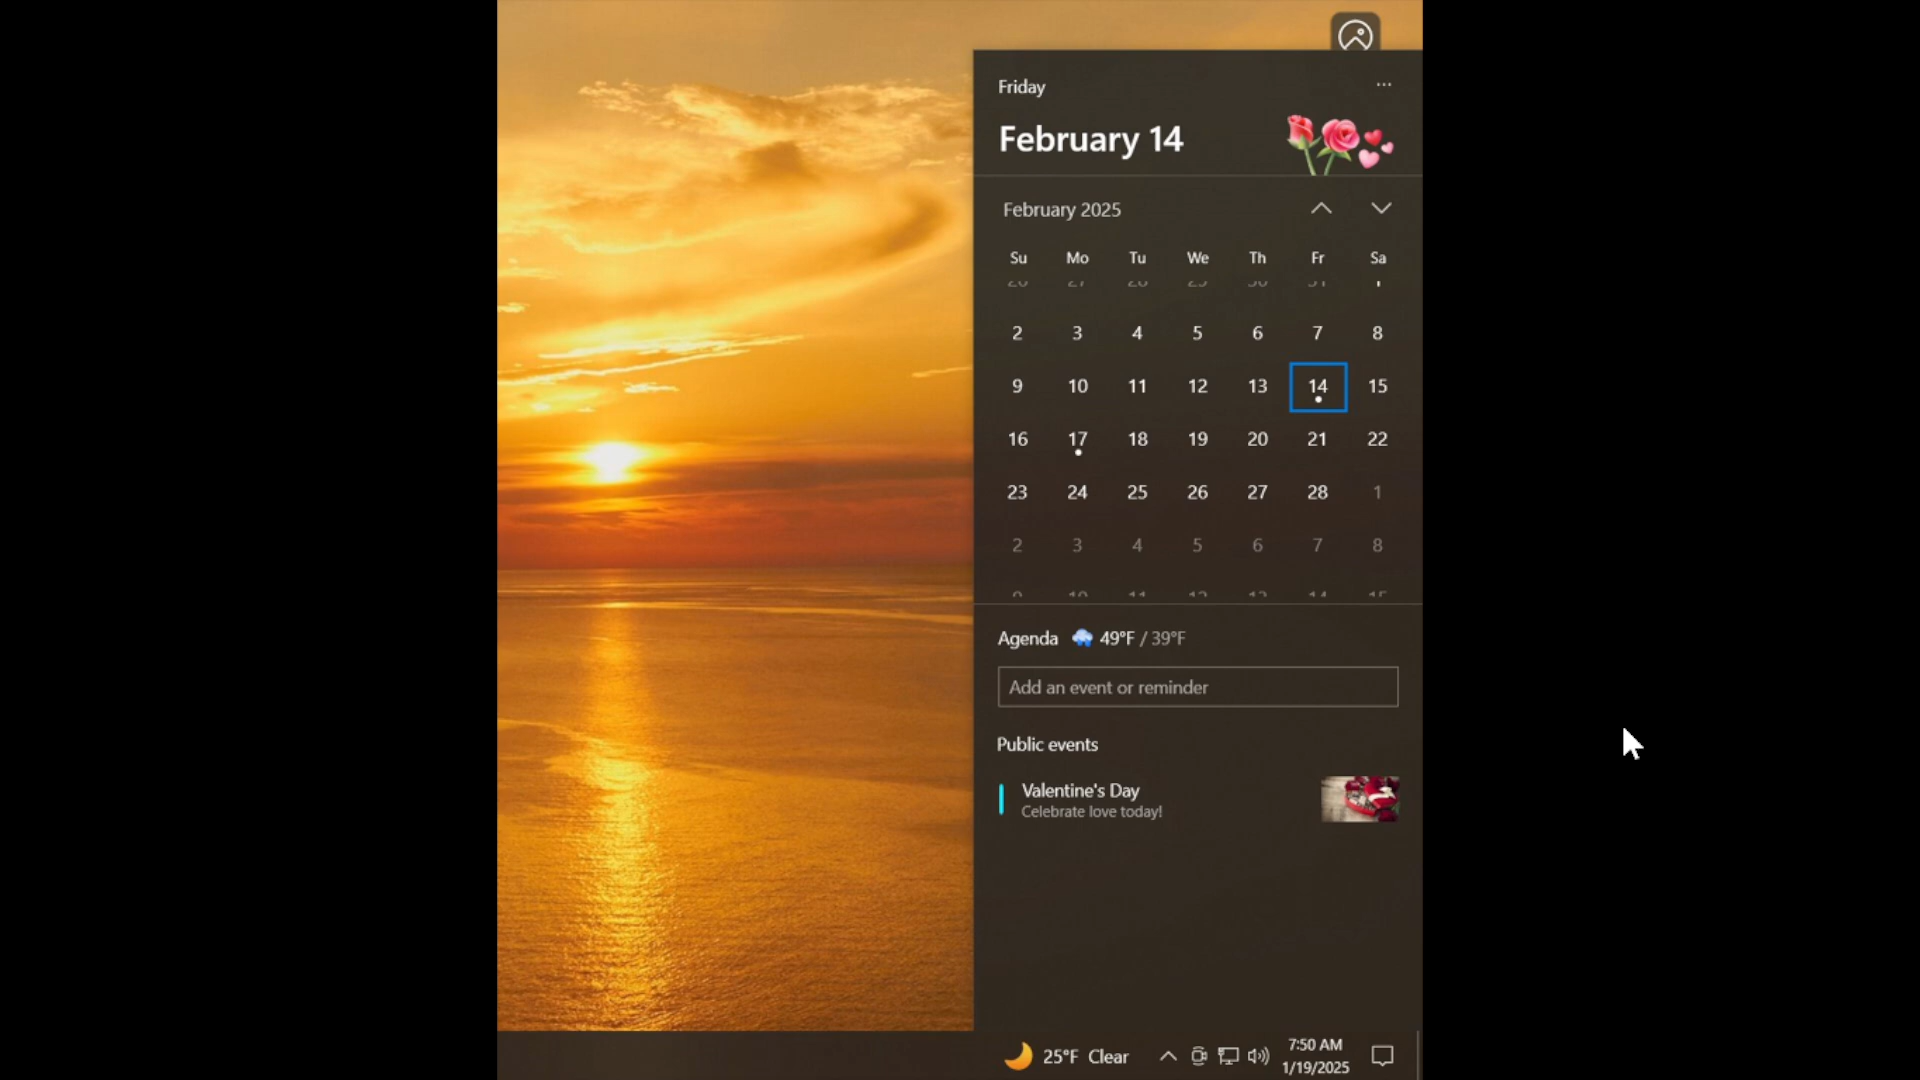 Friday
February 14
February 2025
Su Mo Tu We Th Fr Sa
2 3 4 5 6 7 8
9 10 11 12 13 14 15
16 17 18 19 20 21 22
23 24 25 26 27 28 1
2 3 4 5 6 7 8
Agenda 49°F / 39°F
Add an event or reminder
Public events
Valentine's Day
Celebrate love today!
25°F Clear
7:50 AM
1/19/2025